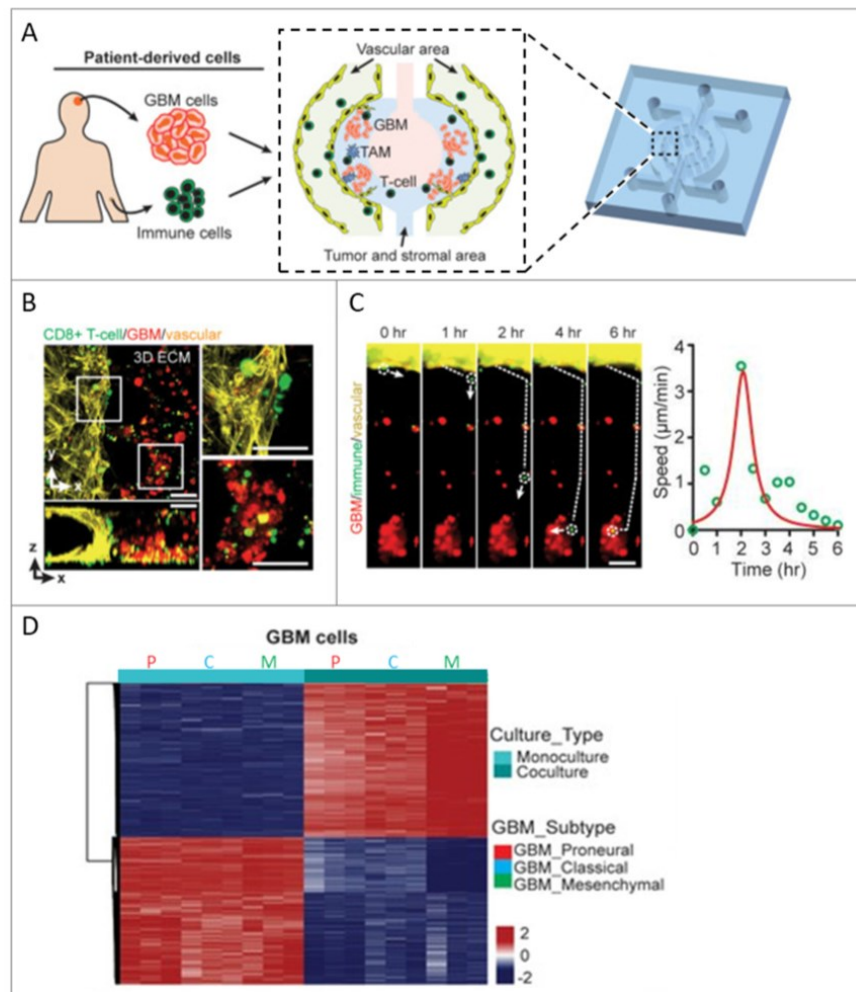 A
Patient-derived cells
GBM cells
Immune cells
Vascular area
GBM
TAM
T-cell
Tumor and stromal area
B
CD8+ T-cell/GBM/vascular
3D ECM
y
x
z
x
C
0 hr 1 hr 2 hr 4 hr 6 hr
GBM/immune/vascular
Speed (µm/min)
4
3
2
1
0
0 1 2 3 4 5 6
Time (hr)
D
GBM cells
P C M P C M
Culture_Type
Monoculture
Coculture
GBM_Subtype
GBM_Proneural
GBM_Classical
GBM_Mesenchymal
2
0
-2